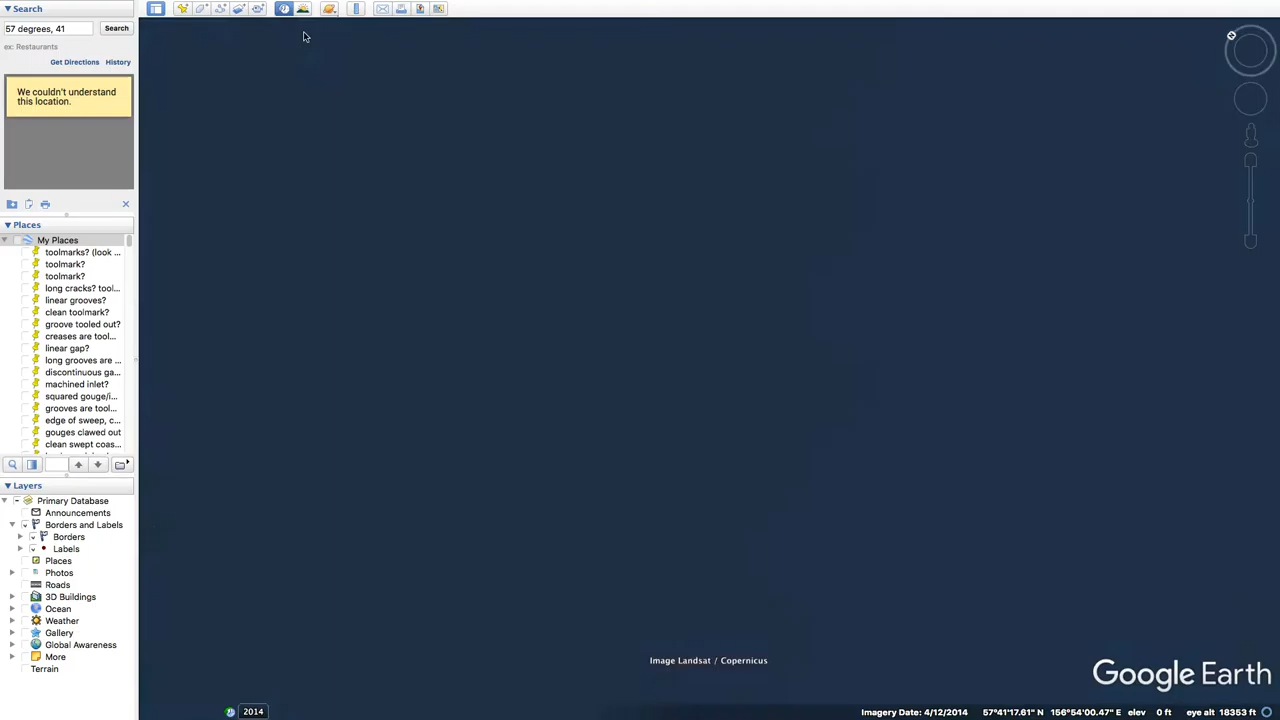 Search
57 degrees, 41
Search
ex: Restaurants
Get Directions
History
We couldn't understand
this location.
Places
My Places
toolmarks? (look ...
toolmark?
toolmark?
long cracks? tool...
linear grooves?
clean toolmark?
groove tooled out?
creases are tool...
linear gap?
long grooves are ...
discontinuous ga...
machined inlet?
squared gouge/i...
grooves are tool...
edge of sweep, c...
gouges clawed out
clean swept coas...
Layers
Primary Database
Announcements
Borders and Labels
Borders
Labels
Places
Photos
Roads
3D Buildings
Ocean
Weather
Gallery
Global Awareness
More
Terrain
Image Landsat / Copernicus
Google Earth
2014
Imagery Date: 4/12/2014 57°41'17.61" N 156°54'00.47" E elev 0 ft eye alt 18353 ft